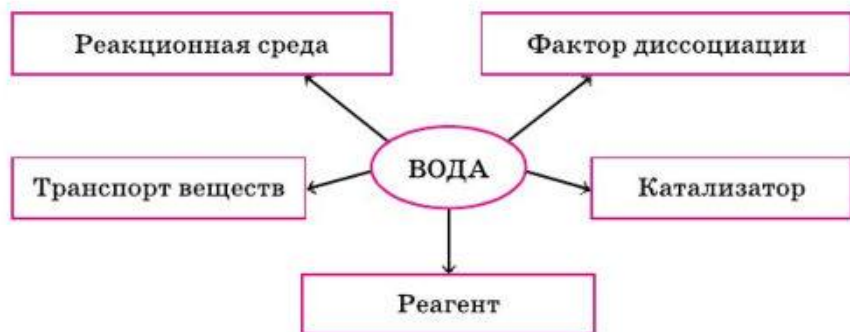 Реакционная среда
Фактор диссоциации
ВОДА
Транспорт веществ
Катализатор
Реагент